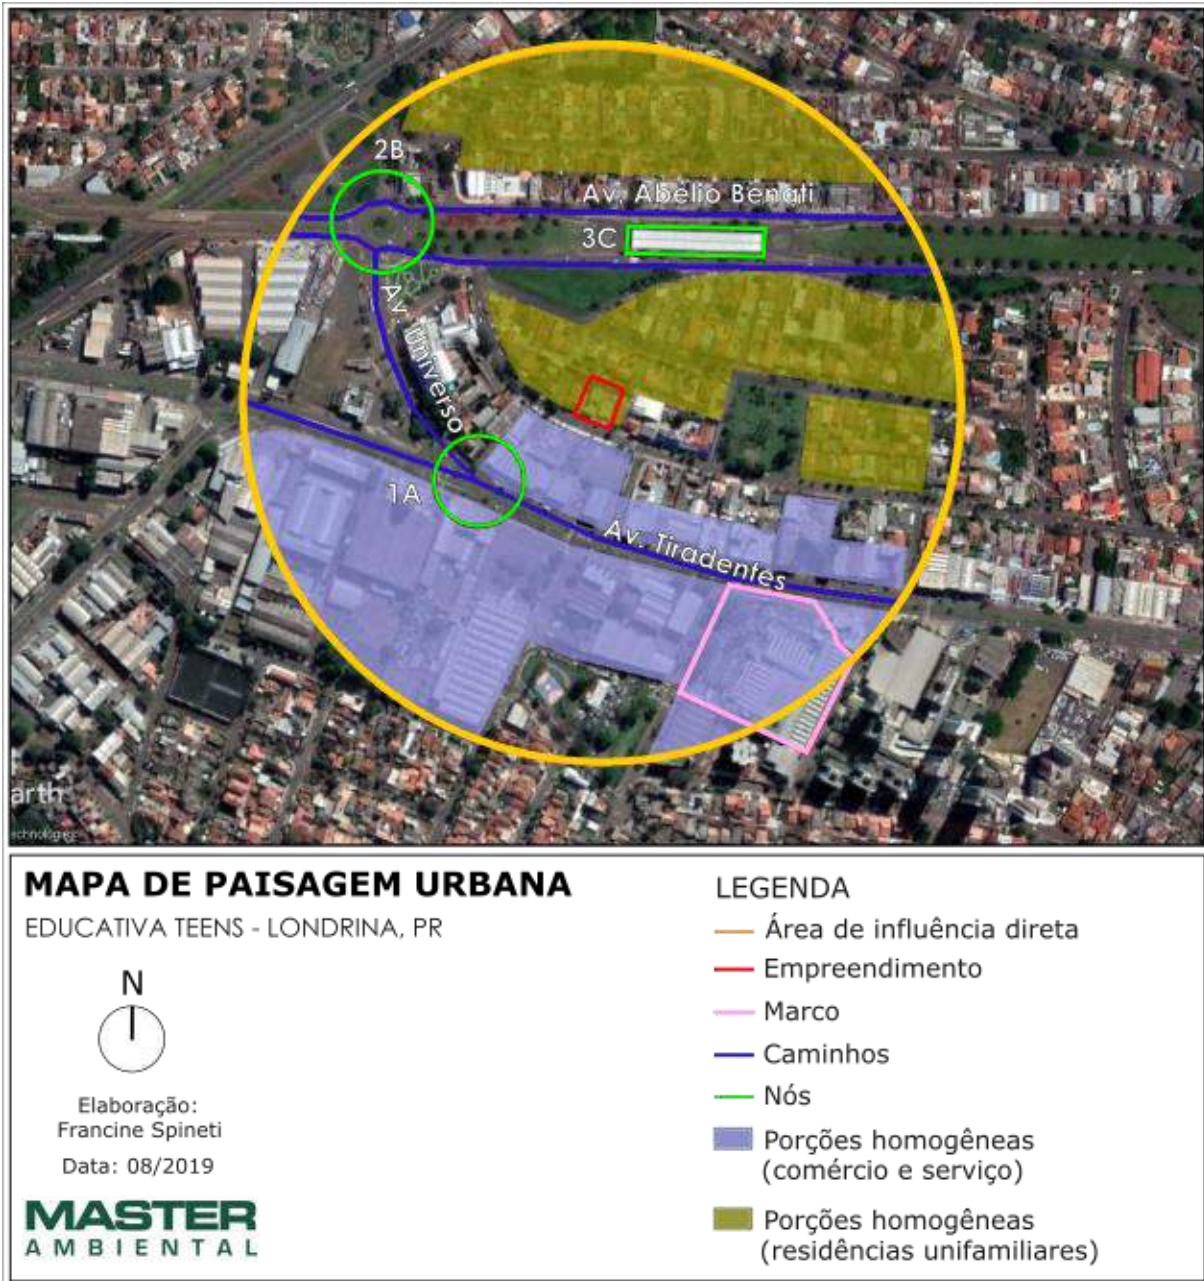 2B
Av. Abélio Benati
3C
Av. Universo
1A
Av. Tiradentes
arth
echnologies
MAPA DE PAISAGEM URBANA
EDUCATIVA TEENS - LONDRINA, PR
N
Elaboração:
Francine Spineti
Data: 08/2019
MASTER
AMBIENTAL
LEGENDA
Área de influência direta
Empreendimento
Marco
Caminhos
Nós
Porções homogêneas
(comércio e serviço)
Porções homogêneas
(residências unifamiliares)